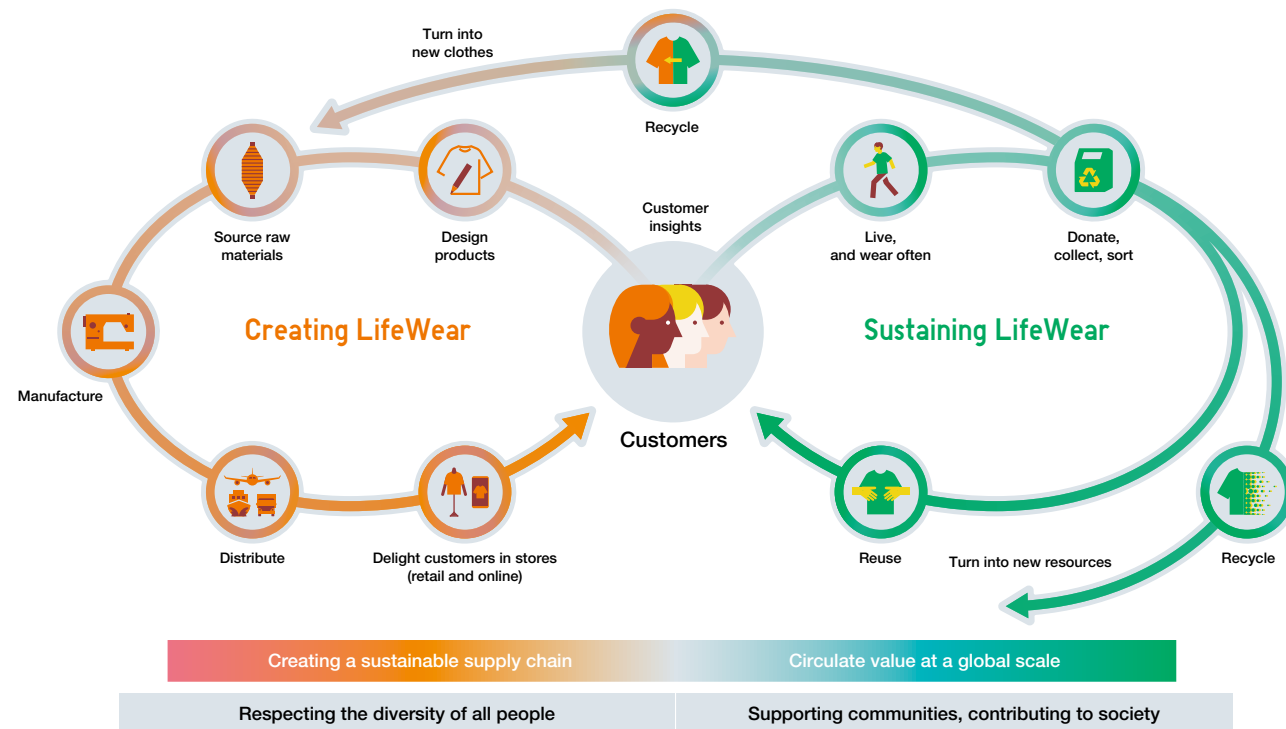 Turn into
new clothes
Recycle
Source raw
materials
Design
products
Customer
insights
Live,
and wear often
Donate,
collect, sort
Creating LifeWear
Sustaining LifeWear
Manufacture
Customers
Distribute
Delight customers in stores
(retail and online)
Reuse
Turn into new resources
Recycle
Creating a sustainable supply chain
Circulate value at a global scale
Respecting the diversity of all people
Supporting communities, contributing to society